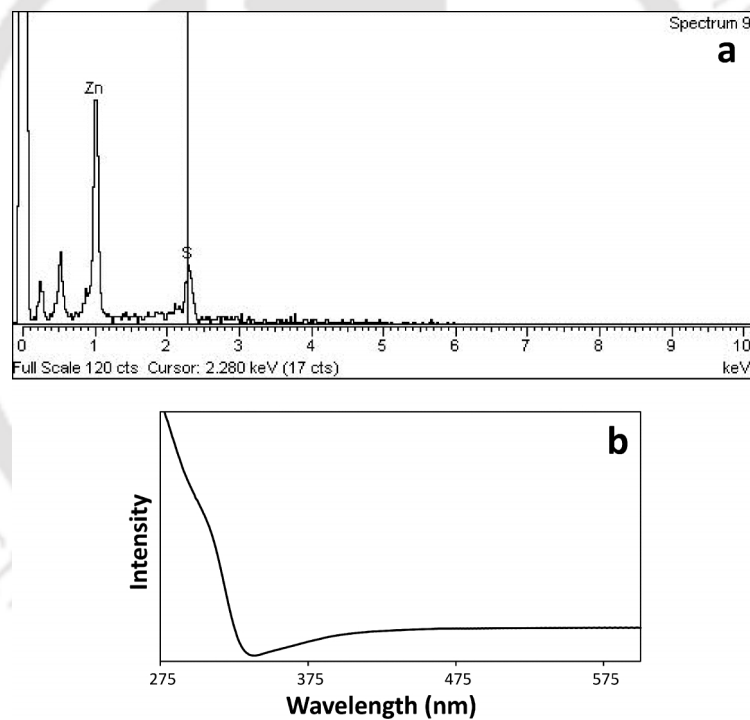 Spectrum 9
a
Zn
S
0 1 2 3 4 5 6 7 8 9 10
Full Scale 120 cts Cursor: 2.280 keV (17 cts) keV
b
Intensity
275 375 475 575
Wavelength (nm)